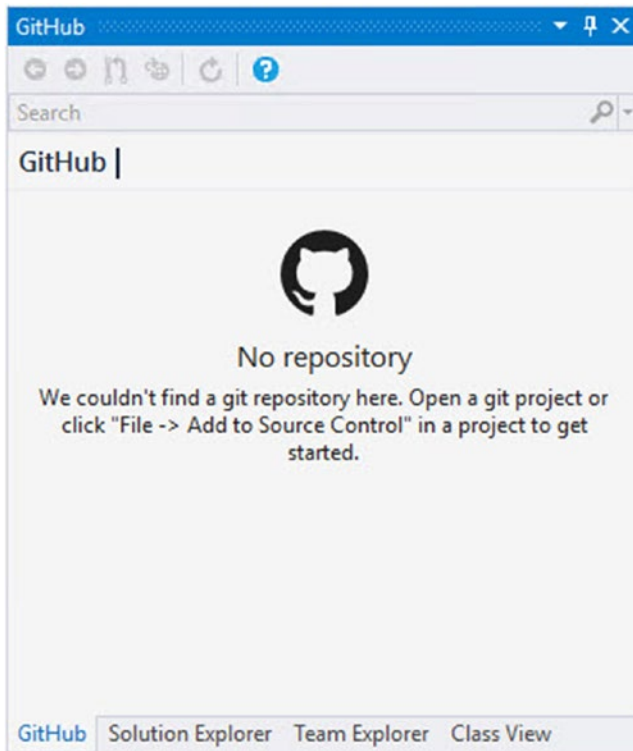 GitHub
Search
GitHub
No repository
We couldn't find a git repository here. Open a git project or
click "File -> Add to Source Control" in a project to get
started.
GitHub Solution Explorer Team Explorer Class View